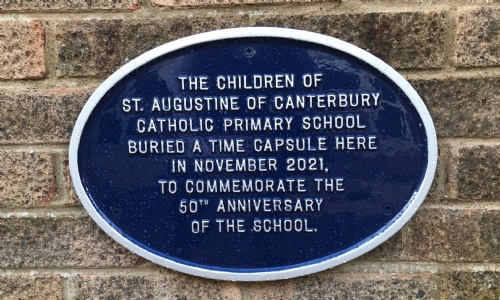 THE CHILDREN OF
ST. AUGUSTINE OF CANTERBURY
CATHOLIC PRIMARY SCHOOL
BURIED A TIME CAPSULE HERE
IN NOVEMBER 2021,
TO COMMEMORATE THE
50TH ANNIVERSARY
OF THE SCHOOL.